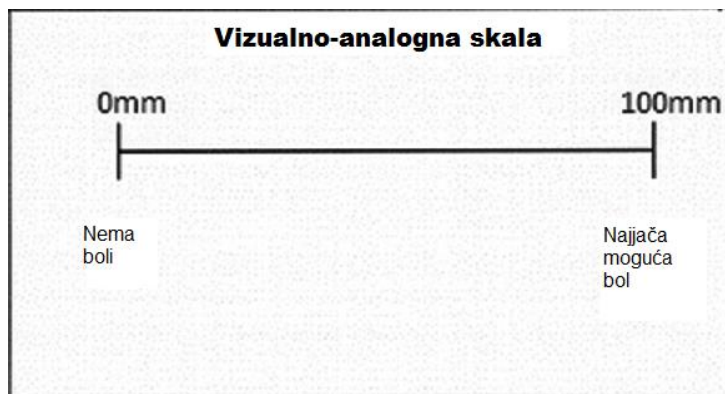 Vizualno-analogna skala
0mm
100mm
Nema
boli
Najjača
moguća
bol